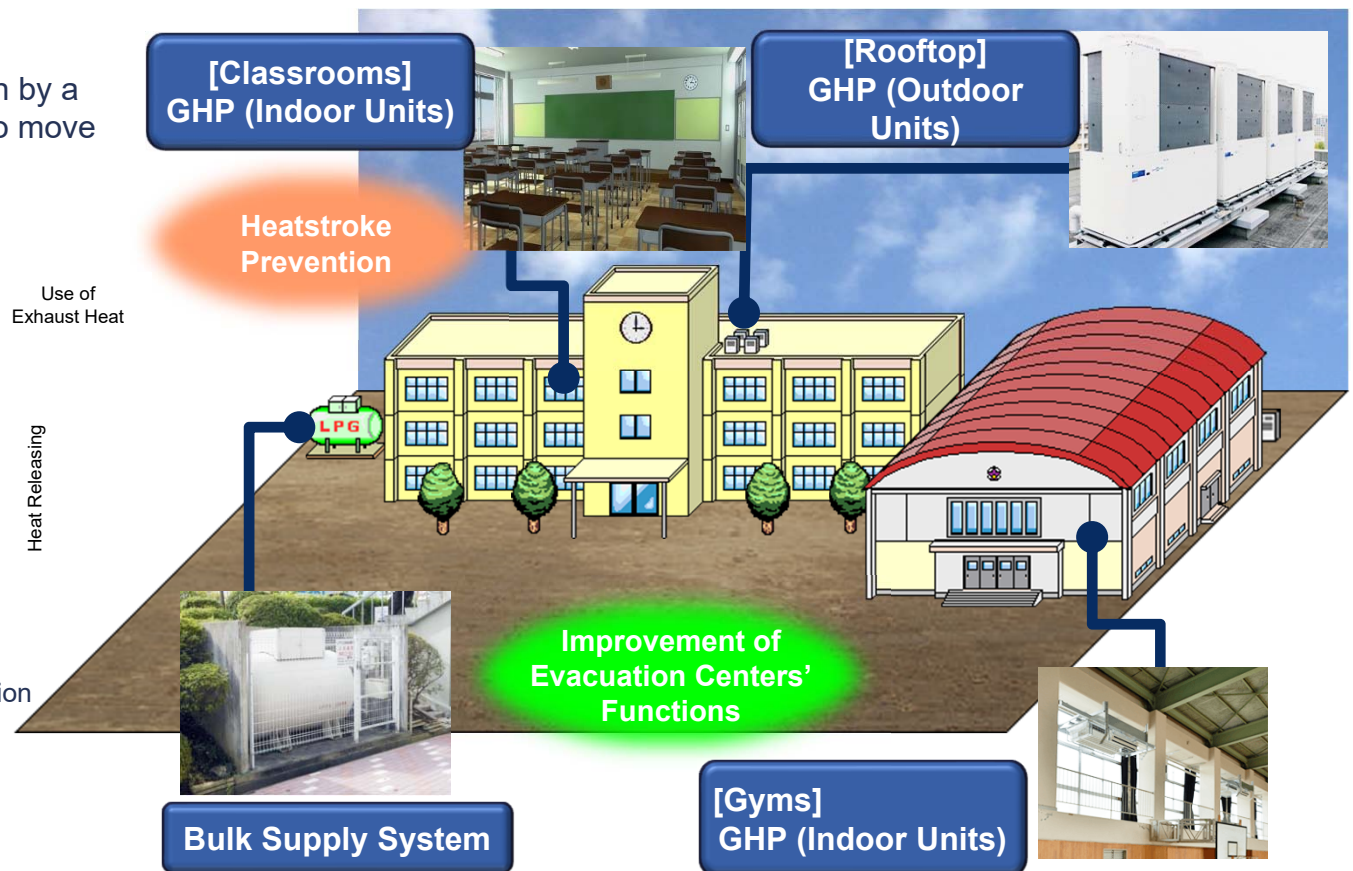 n by a
o move
[Classrooms]
GHP (Indoor Units)
[Rooftop]
GHP (Outdoor
Units)
Heatstroke
Prevention
Use of
Exhaust Heat
Heat Releasing
LPG
Improvement of
Evacuation Centers’
Functions
ion
Bulk Supply System
[Gyms]
GHP (Indoor Units)